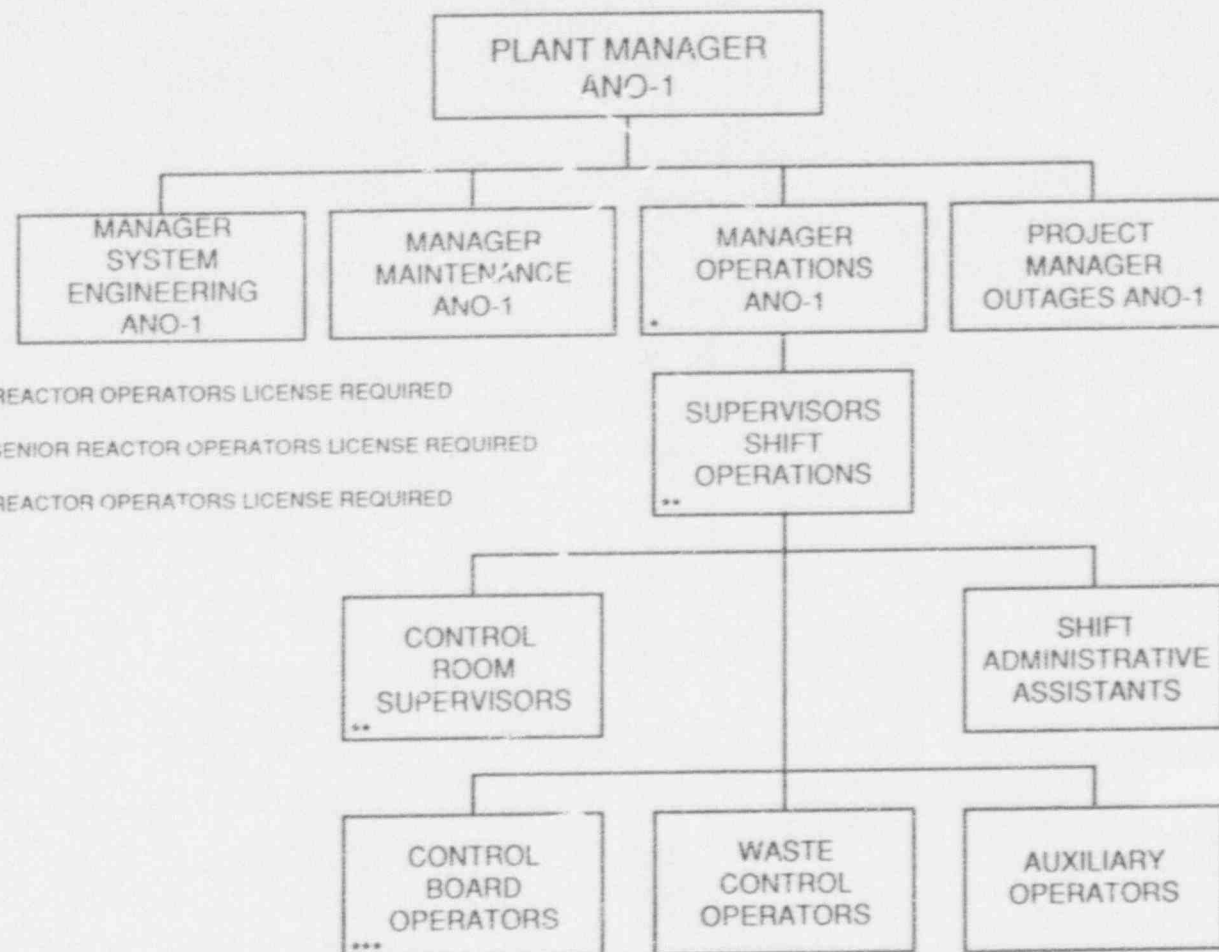 PLANT MANAGER
ANO-1
MANAGER
SYSTEM
ENGINEERING
ANO-1
MANAGER
MAINTENANCE
ANO-1
MANAGER
OPERATIONS
ANO-1
*
PROJECT
MANAGER
OUTAGES ANO-1
REACTOR OPERATORS LICENSE REQUIRED
SENIOR REACTOR OPERATORS LICENSE REQUIRED
REACTOR OPERATORS LICENSE REQUIRED
SUPERVISORS
SHIFT
OPERATIONS
**
CONTROL
ROOM
SUPERVISORS
**
SHIFT
ADMINISTRATIVE
ASSISTANTS
CONTROL
BOARD
OPERATORS
***
WASTE
CONTROL
OPERATORS
AUXILIARY
OPERATORS